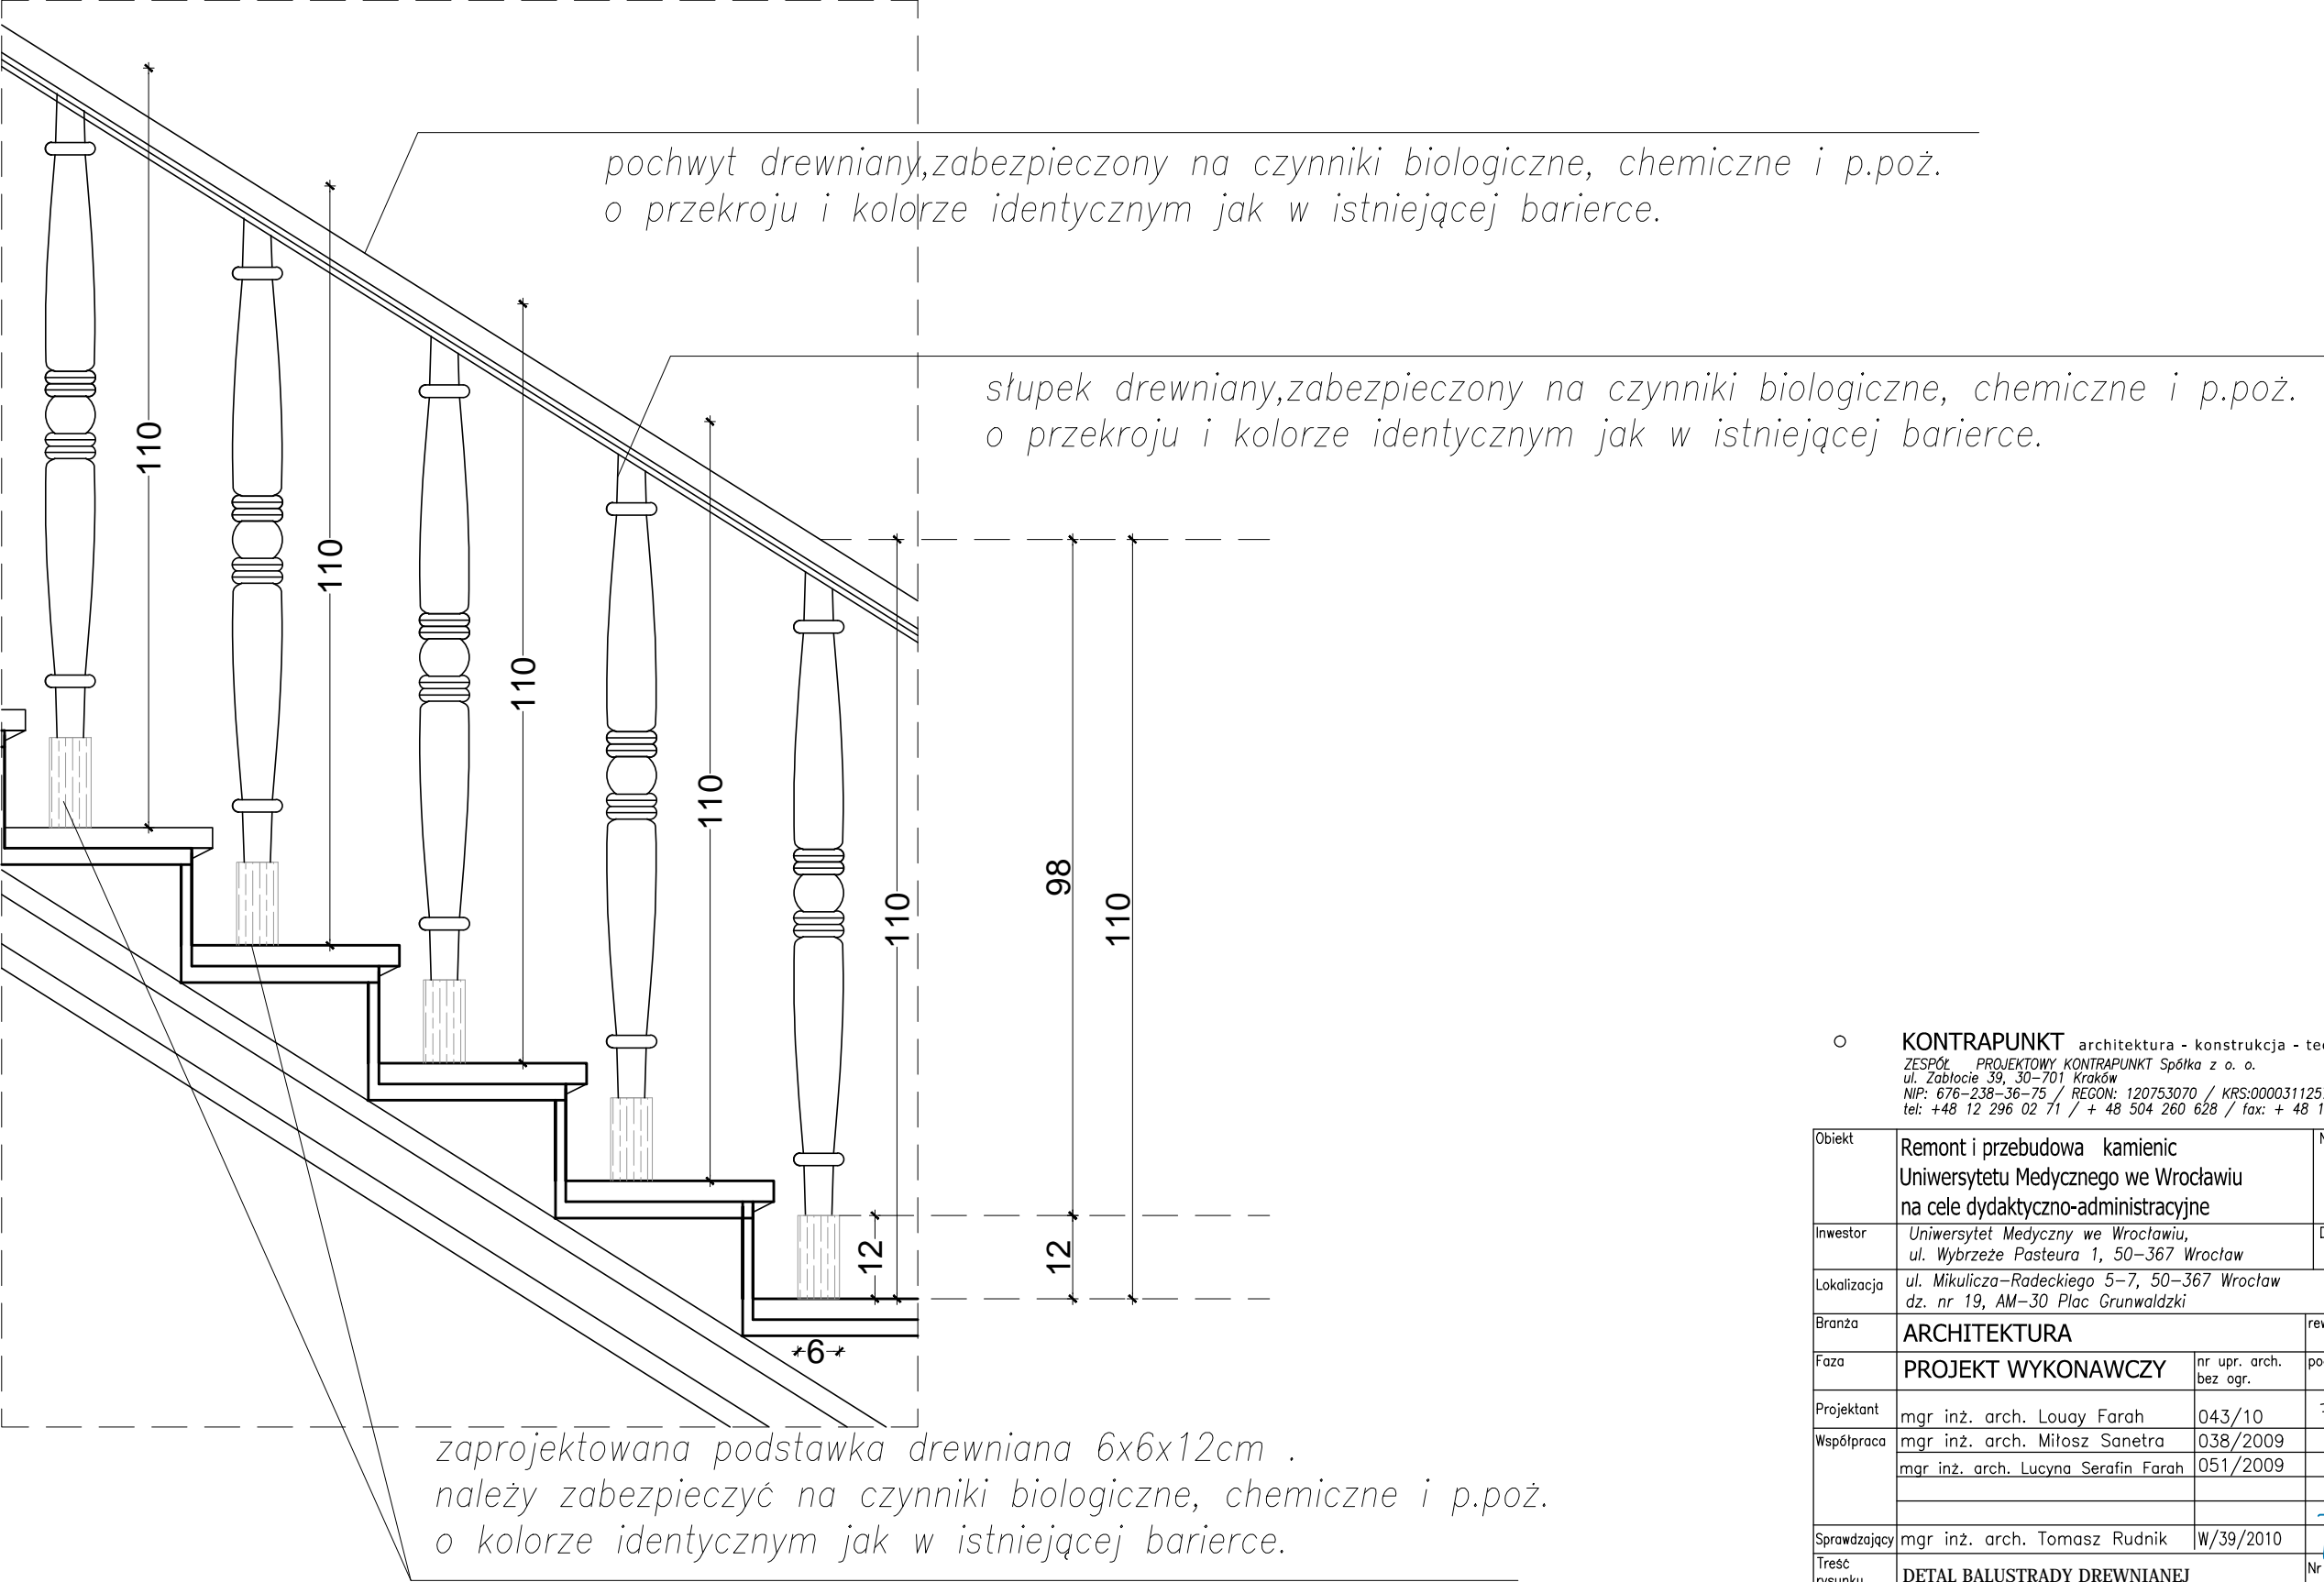 pochwyt drewniany,zabezpieczony na czynniki biologiczne, chemiczne i p.poż.
o przekroju i kolorze identycznym jak w istniejącej barierce.
słupek drewniany,zabezpieczony na czynniki biologiczne, chemiczne i p.poż.
o przekroju i kolorze identycznym jak w istniejącej barierce.
110
110
110
110
110
98
110
12
12
6
zaprojektowana podstawka drewniana 6x6x12cm .
należy zabezpieczyć na czynniki biologiczne, chemiczne i p.poż.
o kolorze identycznym jak w istniejącej barierce.
KONTRAPUNKT architektura - konstrukcja -
ZESPÓŁ PROJEKTOWY KONTRAPUNKT Spółka z o. o.
ul. Zabłocie 39, 30-701 Kraków
NIP: 676-238-36-75 / REGON: 120753070 / KRS:000031125
tel: +48 12 296 02 71 / + 48 504 260 628 / fax: + 48 1
Obiekt
Remont i przebudowa kamienic
Uniwersytetu Medycznego we Wrocławiu
na cele dydaktyczno-administracyjne
Inwestor
Uniwersytet Medyczny we Wrocławiu,
ul. Wybrzeże Pasteura 1, 50-367 Wrocław
Lokalizacja
ul. Mikulicza-Radeckiego 5-7, 50-367 Wrocław
dz. nr 19, AM-30 Plac Grunwaldzki
Branża ARCHITEKTURA
Faza PROJEKT WYKONAWCZY
nr upr. arch.
bez ogr.
Projektant mgr inż. arch. Louay Farah 043/10
Współpraca mgr inż. arch. Miłosz Sanetra 038/2009
mgr inż. arch. Lucyna Serafin Farah 051/2009
Sprawdzający mgr inż. arch. Tomasz Rudnik W/39/2010
Treść
rysunku
DETAL BALUSTRADY DREWNIANEJ
Nr